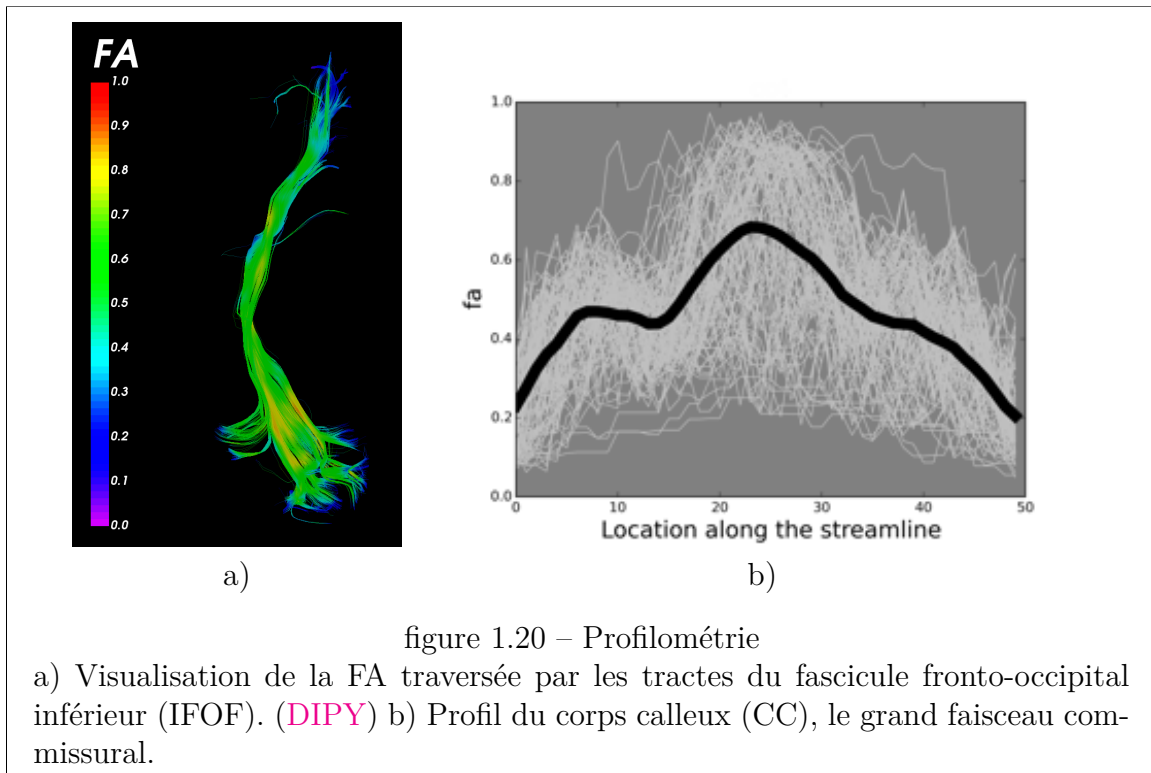 FA
1.0
0.9
0.8
0.7
0.6
0.5
0.4
0.3
0.2
0.1
0.0
1.0
0.8
0.6
0.4
0.2
0.0
fa
0 10 20 30 40 50
Location along the streamline
a) b)
figure 1.20 – Profilométrie
a) Visualisation de la FA traversée par les tractes du fascicule fronto-occipital
inférieur (IFOF). (DIPY) b) Profil du corps calleux (CC), le grand faisceau com-
missural.